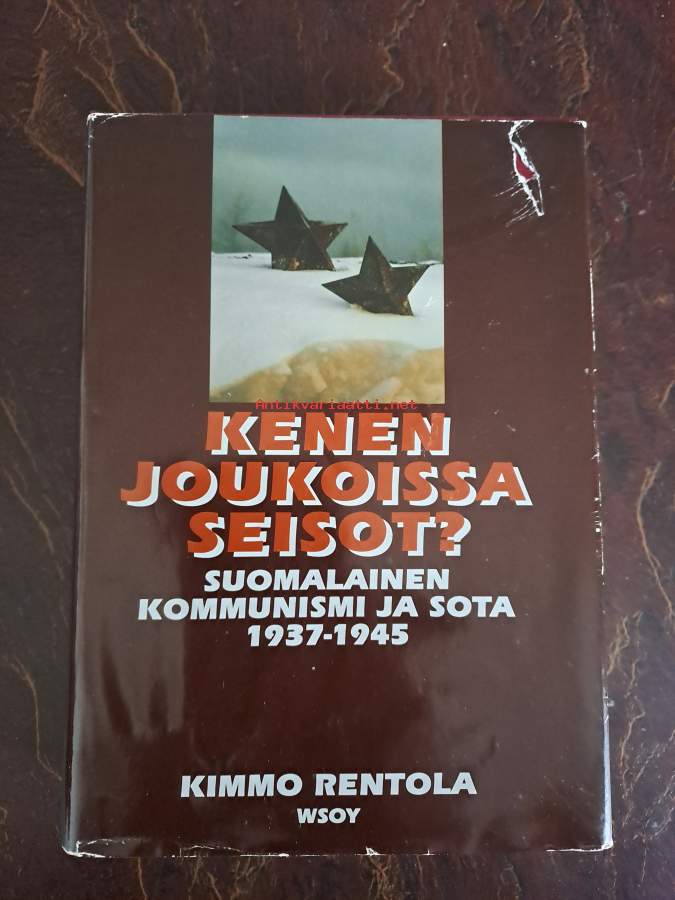 Antikvariaatti.net
KENEN
JOUKOISSA
SEISOT?
SUOMALAINEN
KOMMUNISMI JA SOTA
1937-1945
KIMMO RENTOLA
WSOY